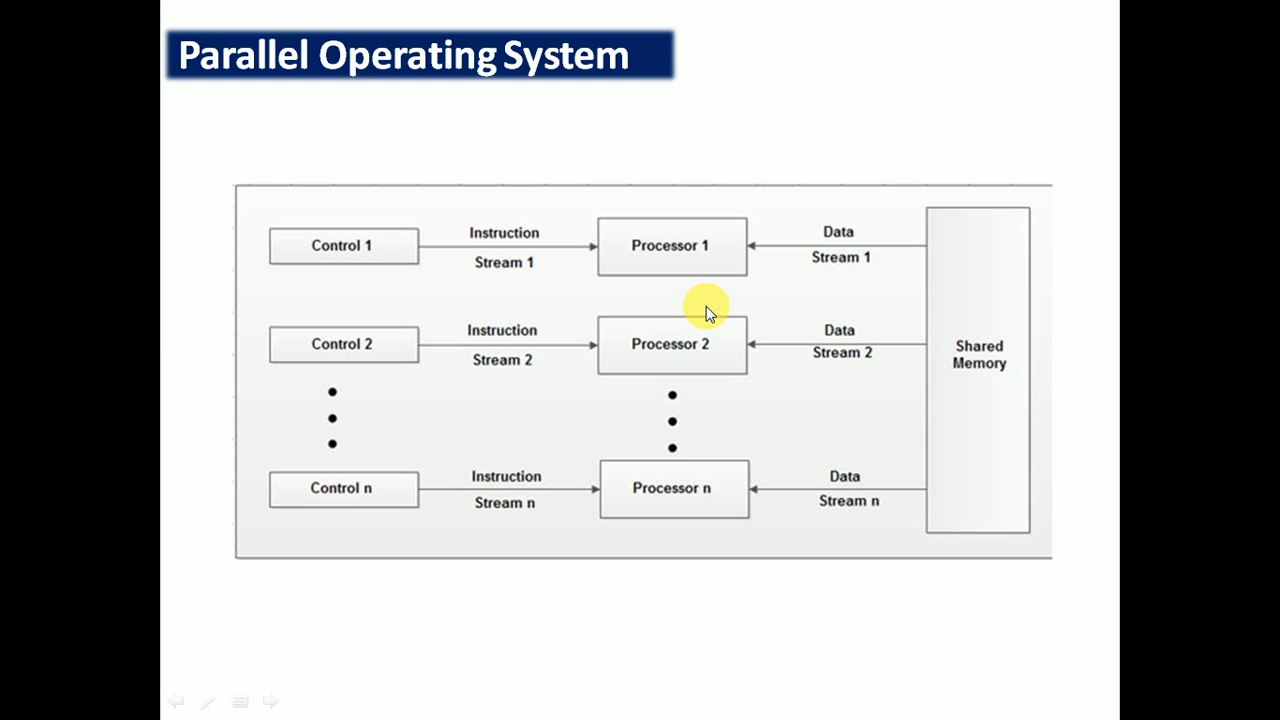 Parallel Operating System
Control 1
Instruction
Stream 1
Processor 1
Data
Stream 1
Control 2
Instruction
Stream 2
Processor 2
Data
Stream 2
Shared
Memory
Control n
Instruction
Stream n
Processor n
Data
Stream n